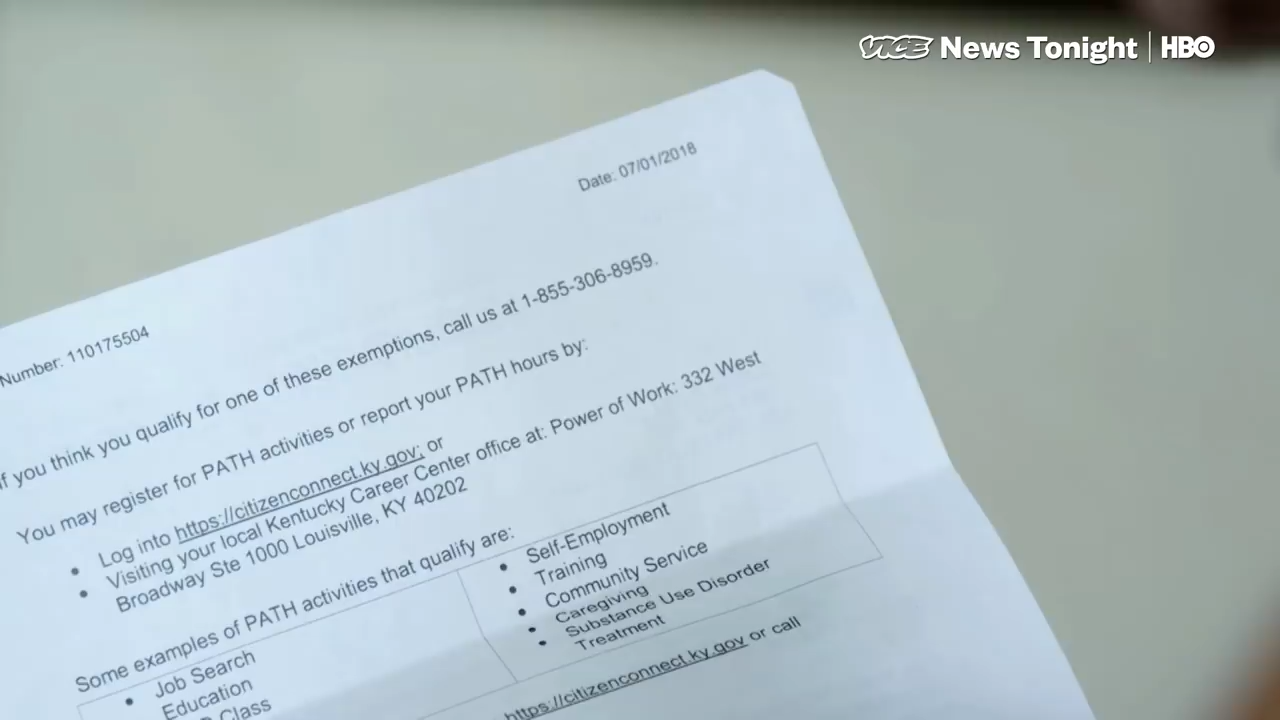 VICE News Tonight | HBO
Date: 07/01/2018
Number: 110175504
If you think you qualify for one of these exemptions, call us at 1-855-306-8959.
You may register for PATH activities or report your PATH hours by:
• Log into https://citizenconnect.ky.gov; or
• Visiting your local Kentucky Career Center office at: Power of Work: 332 West
Broadway Ste 1000 Louisville, KY 40202
Some examples of PATH activities that qualify are:
• Job Search
Education
Class
• Self-Employment
• Training
• Community Service
• Caregiving
• Substance Use Disorder
Treatment
https://citizenconnect.ky.gov or call